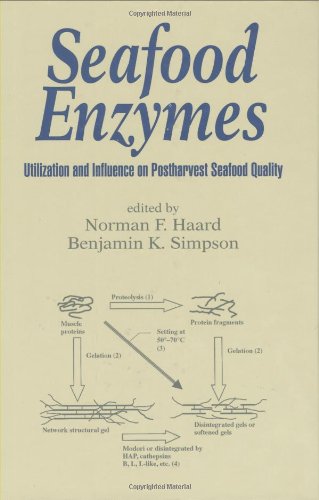 Seafood
Enzymes
Utilization and Influence on Postharvest Seafood Quality
edited by
Norman F. Haard
Benjamin K. Simpson
Proteolysis (1)
Muscle
proteins
Protein fragments
Setting at
50°–70°C
(3)
Gelation (2)
Gelation (2)
Network structural gel
Disintegrated gels or
softened gels
Modori or disintegrated by
HAP, cathepsins
B, L, L-like, etc. (4)